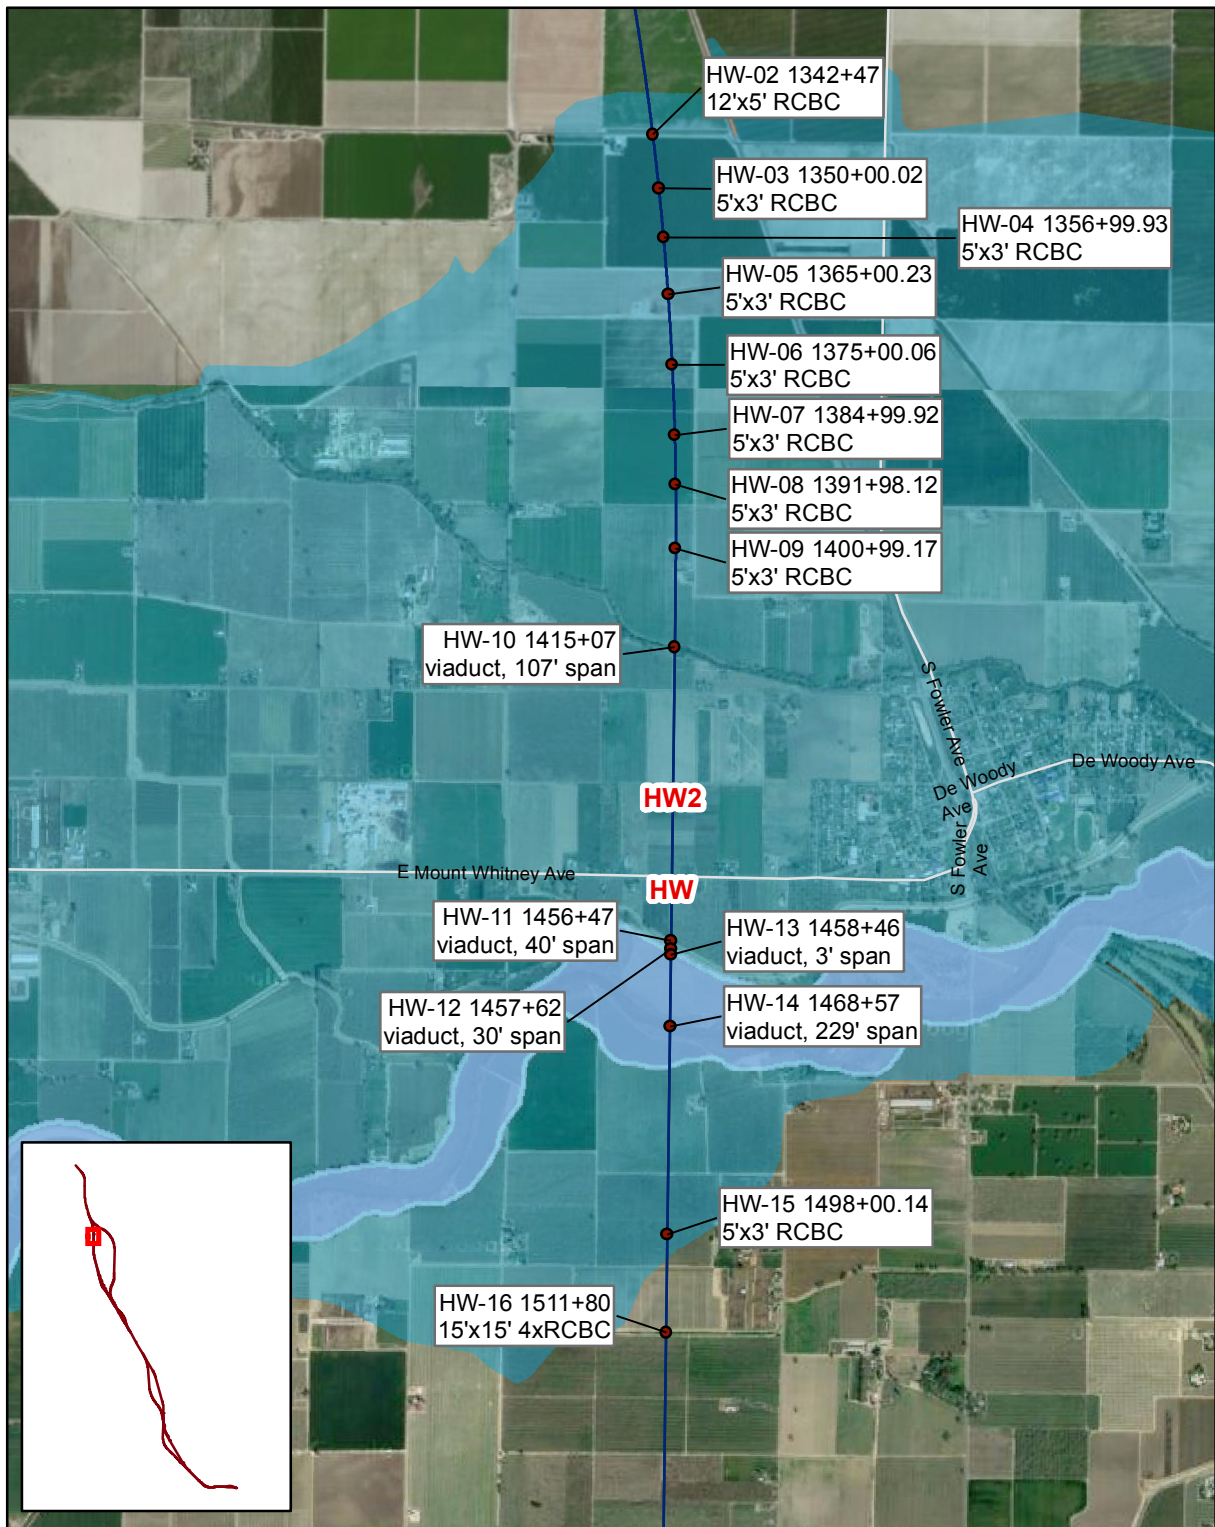 HW-02 1342+47
12'x5' RCBC
HW-03 1350+00.02
5'x3' RCBC
HW-04 1356+99.93
5'x3' RCBC
HW-05 1365+00.23
5'x3' RCBC
HW-06 1375+00.06
5'x3' RCBC
HW-07 1384+99.92
5'x3' RCBC
HW-08 1391+98.12
5'x3' RCBC
HW-09 1400+99.17
5'x3' RCBC
HW-10 1415+07
viaduct, 107' span
S Fowler Ave
De Woody Ave
De Woody
Ave
HW2
S Fowler
Ave
E Mount Whitney Ave
HW
HW-11 1456+47
viaduct, 40' span
HW-13 1458+46
viaduct, 3' span
HW-12 1457+62
viaduct, 30' span
HW-14 1468+57
viaduct, 229' span
HW-15 1498+00.14
5'x3' RCBC
HW-16 1511+80
15'x15' 4xRCBC